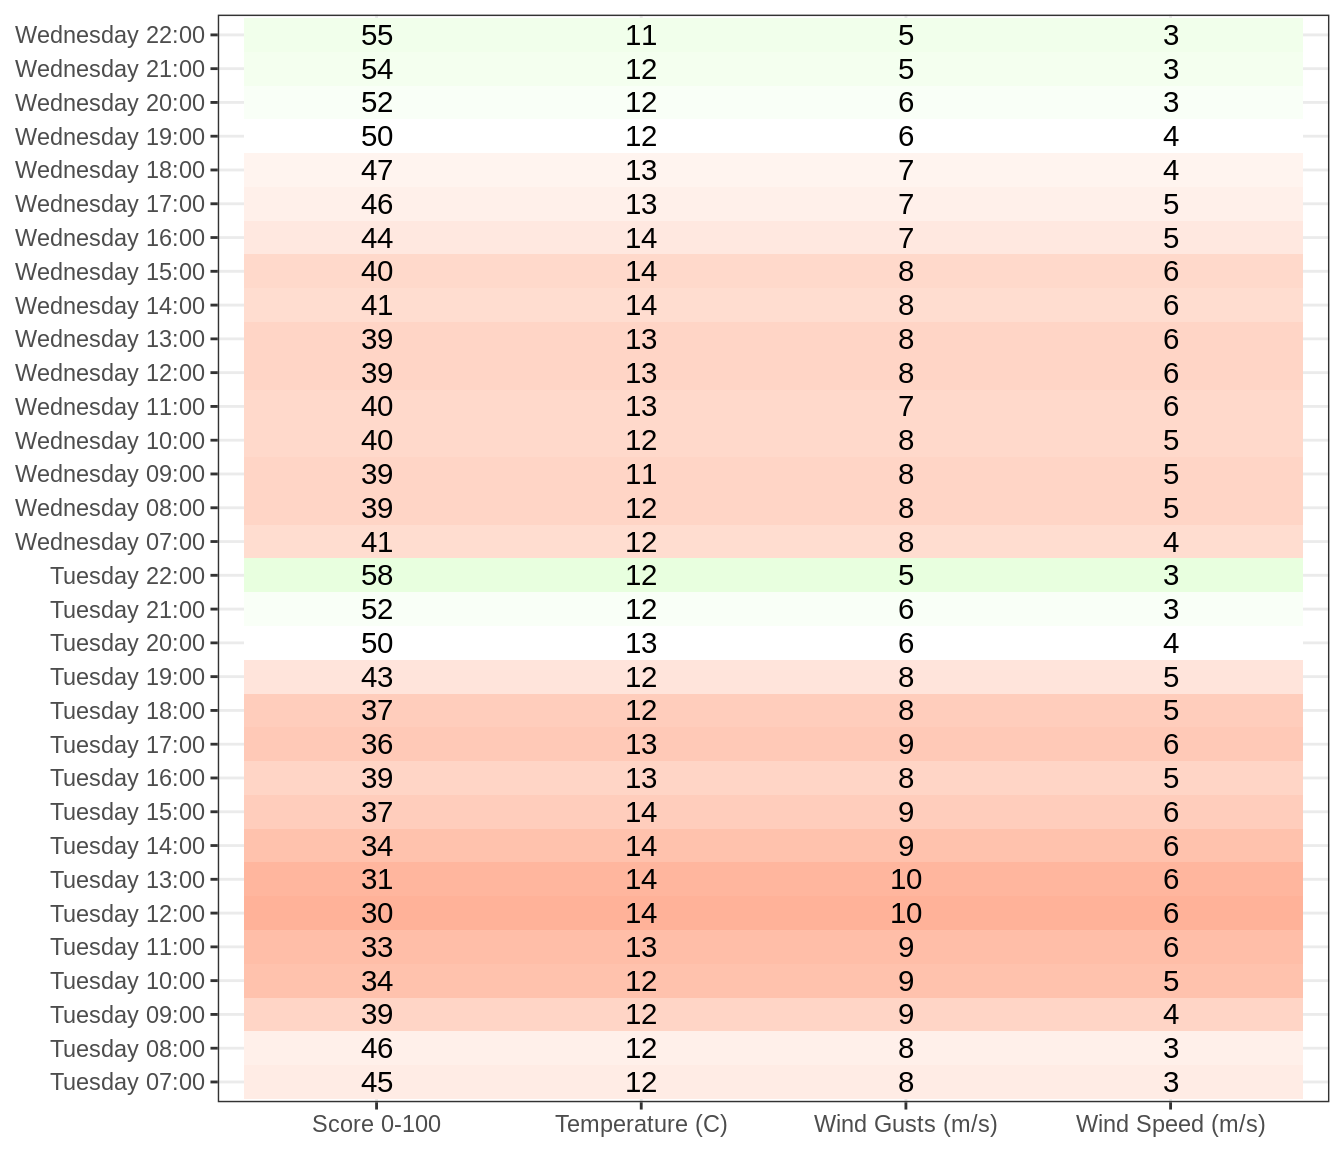 Wednesday 22:00 55 11 5 3
Wednesday 21:00 54 12 5 3
Wednesday 20:00 52 12 6 3
Wednesday 19:00 50 12 6 4
Wednesday 18:00 47 13 7 4
Wednesday 17:00 46 13 7 5
Wednesday 16:00 44 14 7 5
Wednesday 15:00 40 14 8 6
Wednesday 14:00 41 14 8 6
Wednesday 13:00 39 13 8 6
Wednesday 12:00 39 13 8 6
Wednesday 11:00 40 13 7 6
Wednesday 10:00 40 12 8 5
Wednesday 09:00 39 11 8 5
Wednesday 08:00 39 12 8 5
Wednesday 07:00 41 12 8 4
Tuesday 22:00 58 12 5 3
Tuesday 21:00 52 12 6 3
Tuesday 20:00 50 13 6 4
Tuesday 19:00 43 12 8 5
Tuesday 18:00 37 12 8 5
Tuesday 17:00 36 13 9 6
Tuesday 16:00 39 13 8 5
Tuesday 15:00 37 14 9 6
Tuesday 14:00 34 14 9 6
Tuesday 13:00 31 14 10 6
Tuesday 12:00 30 14 10 6
Tuesday 11:00 33 13 9 6
Tuesday 10:00 34 12 9 5
Tuesday 09:00 39 12 9 4
Tuesday 08:00 46 12 8 3
Tuesday 07:00 45 12 8 3
Score 0-100 Temperature (C) Wind Gusts (m/s) Wind Speed (m/s)